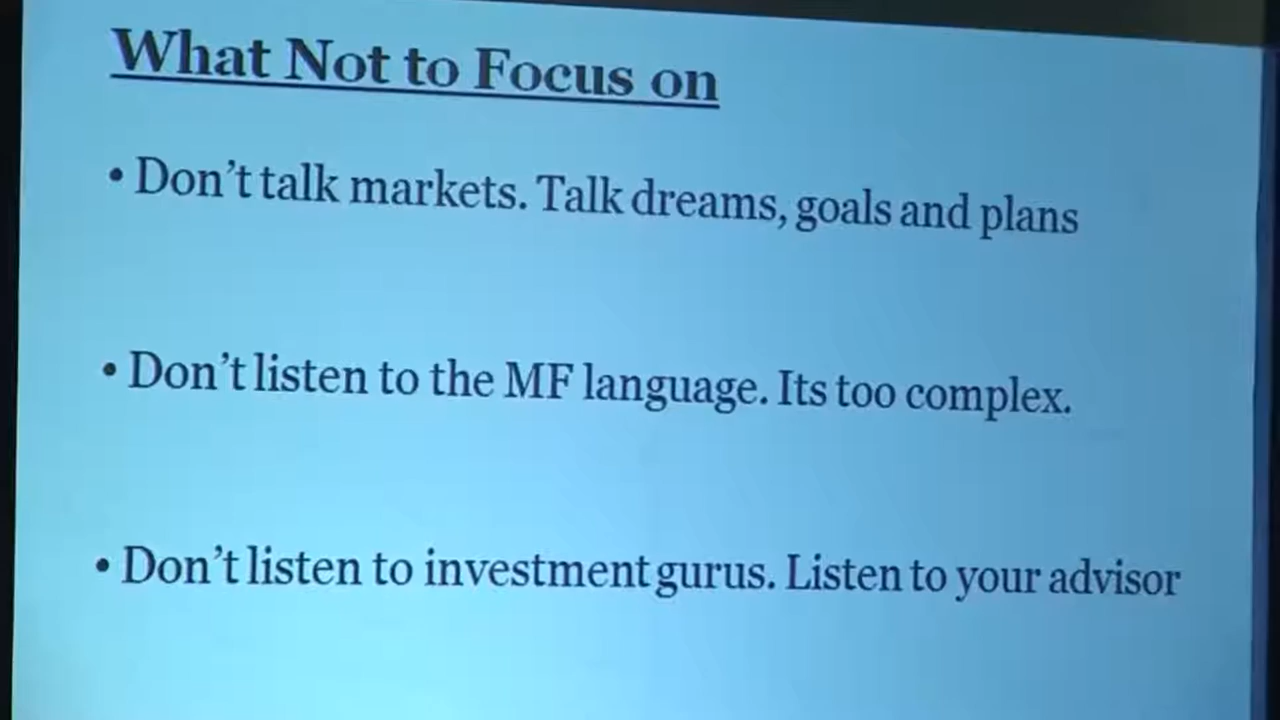 What Not to Focus on
• Don't talk markets. Talk dreams, goals and plans
• Don't listen to the MF language. Its too complex.
• Don't listen to investment gurus. Listen to your advisor